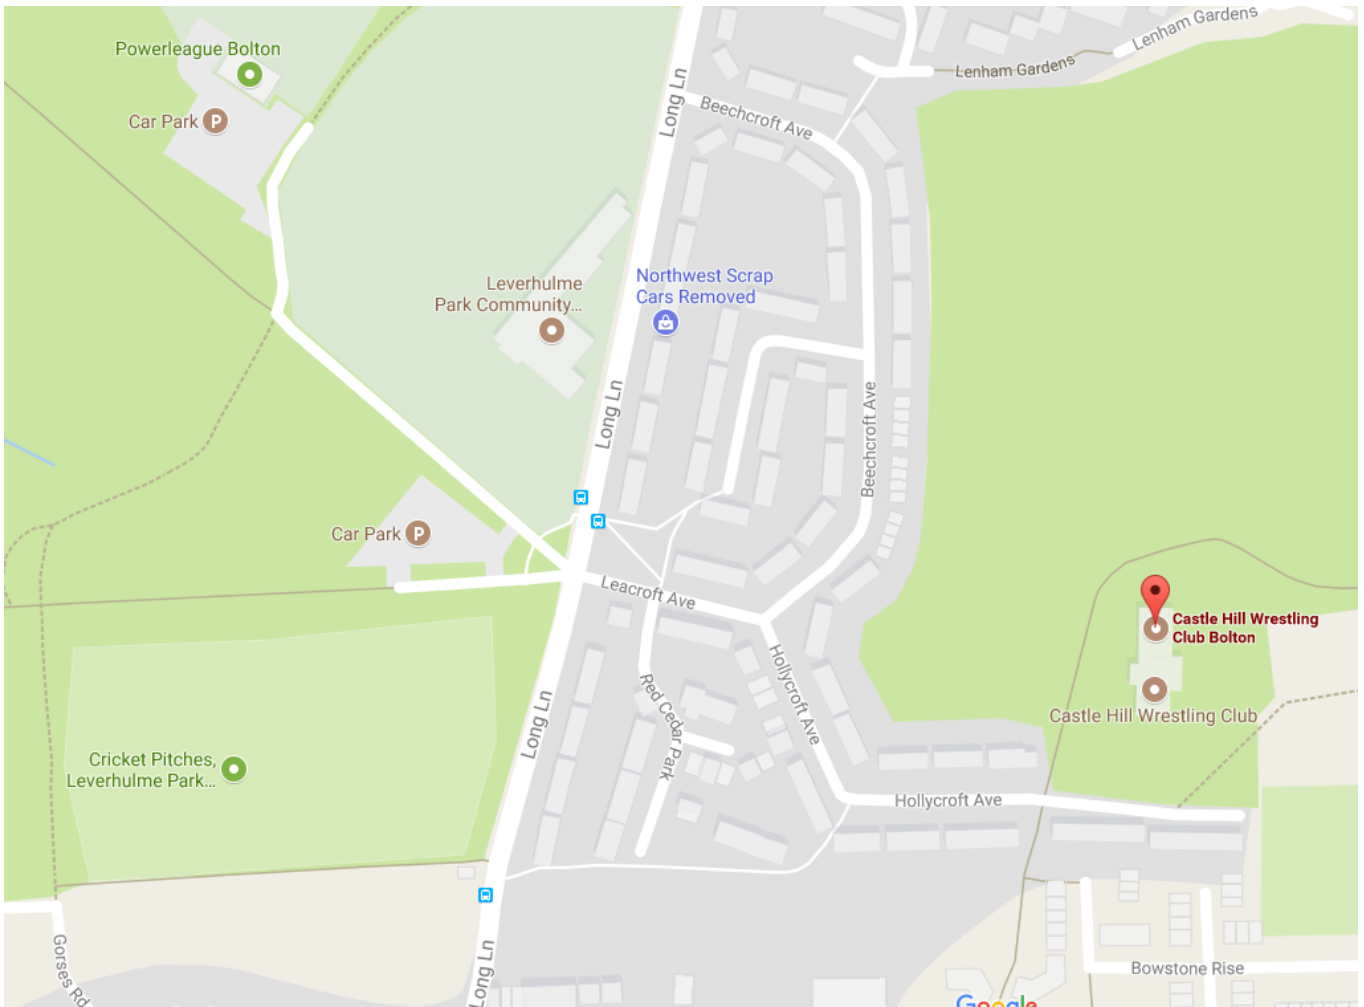 Lenham Gardens
Powerleague Bolton
Lenham Gardens
Car Park
P
Long Ln
Beechcroft Ave
Northwest Scrap
Cars Removed
Leverhulme
Park Community...
Long Ln
Beechcroft Ave
Car Park
P
Leacroft Ave
Castle Hill Wrestling
Club Bolton
Hollycroft Ave
Red Cedar Park
Long Ln
Castle Hill Wrestling Club
Cricket Pitches,
Leverhulme Park...
Hollycroft Ave
Gorses Rd
Long Ln
Bowstone Rise
Google